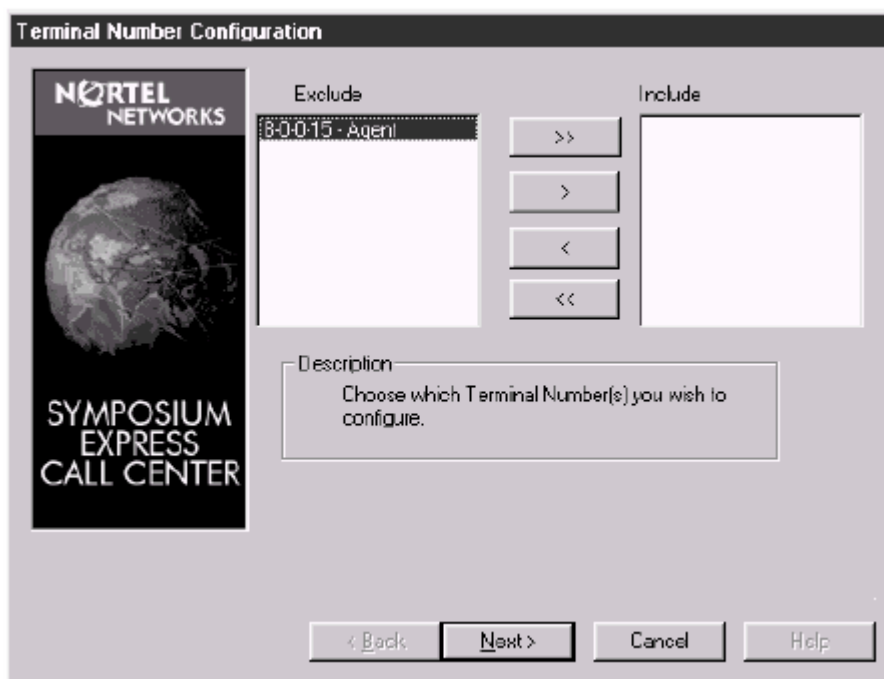 Terminal Number Configuration
NORTEL
NETWORKS
Exclude
Include
8-0-0-15 - Agent
>>
>
<
<<
Description
Choose which Terminal Number(s) you wish to
configure.
SYMPOSIUM
EXPRESS
CALL CENTER
< Back
Next >
Cancel
Help